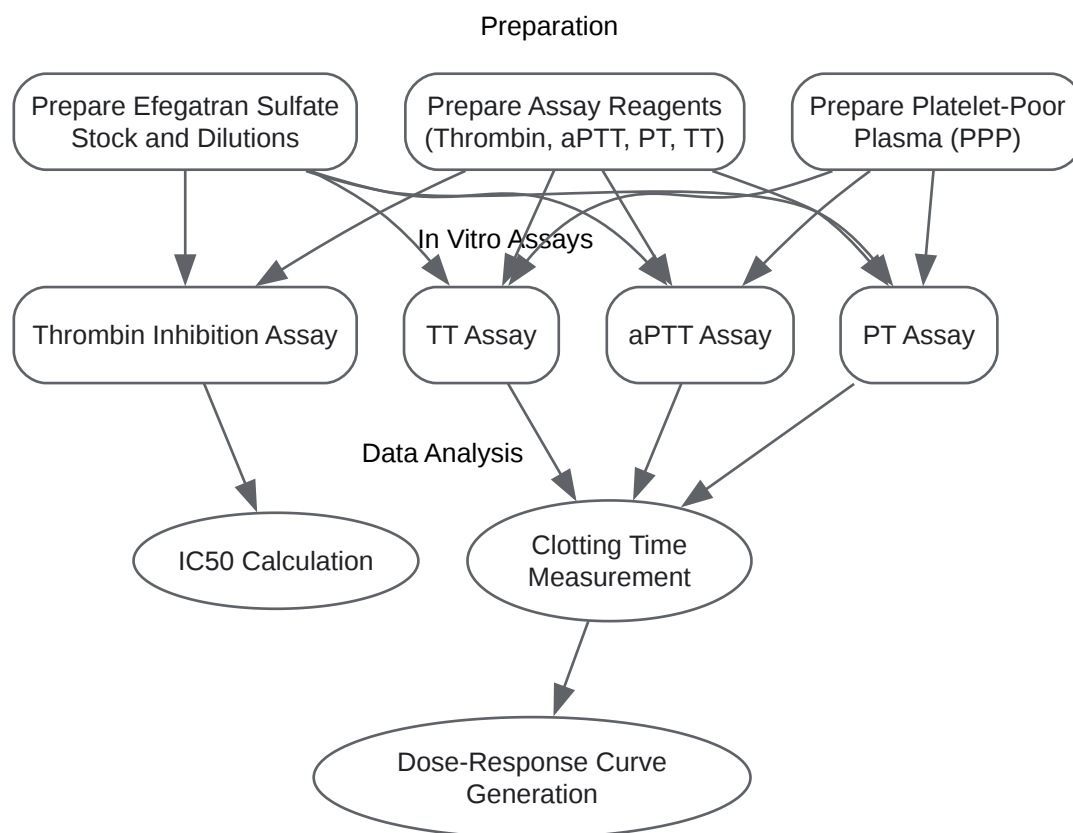 Preparation
Prepare Efegatran Sulfate
Stock and Dilutions
Prepare Assay Reagents
(Thrombin, aPTT, PT, TT)
Prepare Platelet-Poor
Plasma (PPP)
In Vitro Assays
Thrombin Inhibition Assay
TT Assay
aPTT Assay
PT Assay
Data Analysis
IC50 Calculation
Clotting Time
Measurement
Dose-Response Curve
Generation